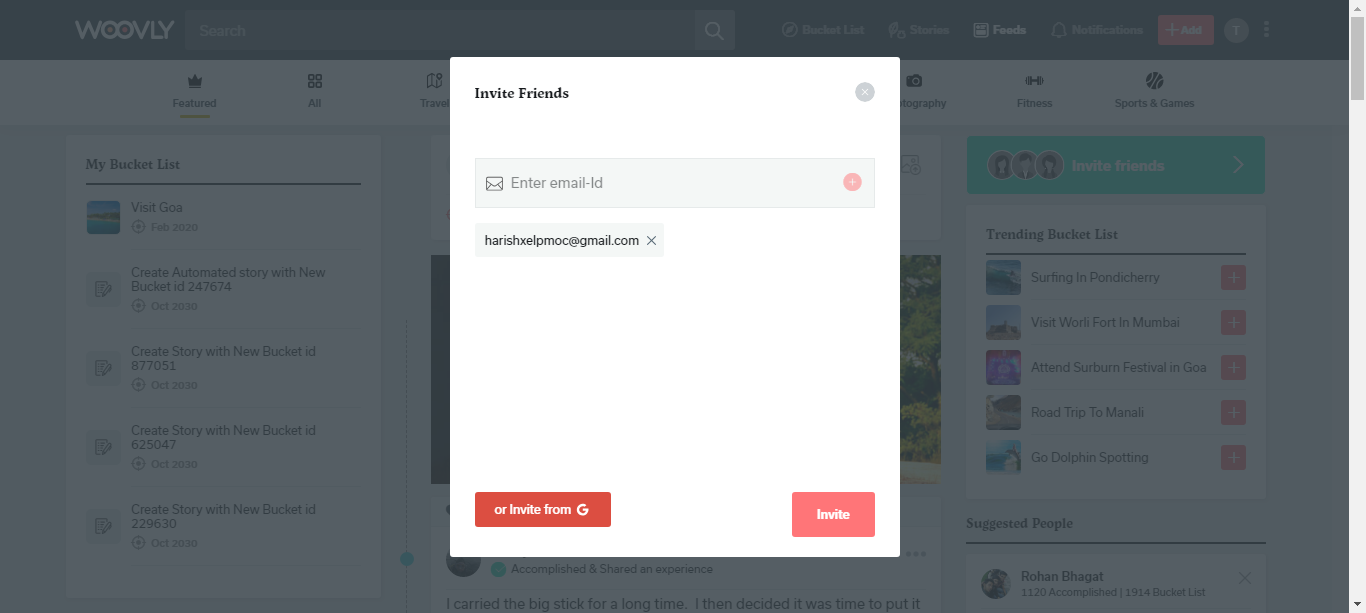 WOOVLY
Search
Bucket List
Stories
Feeds
Notifications
+ Add
T
Featured
All
Travel
tography
Fitness
Sports & Games
My Bucket List
Visit Goa
Feb 2020
Create Automated story with New
Bucket id 247674
Oct 2030
Create Story with New Bucket id
877051
Oct 2030
Create Story with New Bucket id
625047
Oct 2030
Create Story with New Bucket id
229630
Oct 2030
Invite Friends
Enter email-Id
harishxelpmoc@gmail.com
or Invite from G
Invite
Accomplished & Shared an experience
I carried the big stick for a long time. I then decided it was time to put it
Invite friends
Trending Bucket List
Surfing In Pondicherry
Visit Worli Fort In Mumbai
Attend Surburn Festival in Goa
Road Trip To Manali
Go Dolphin Spotting
Suggested People
Rohan Bhagat
1120 Accomplished | 1914 Bucket List